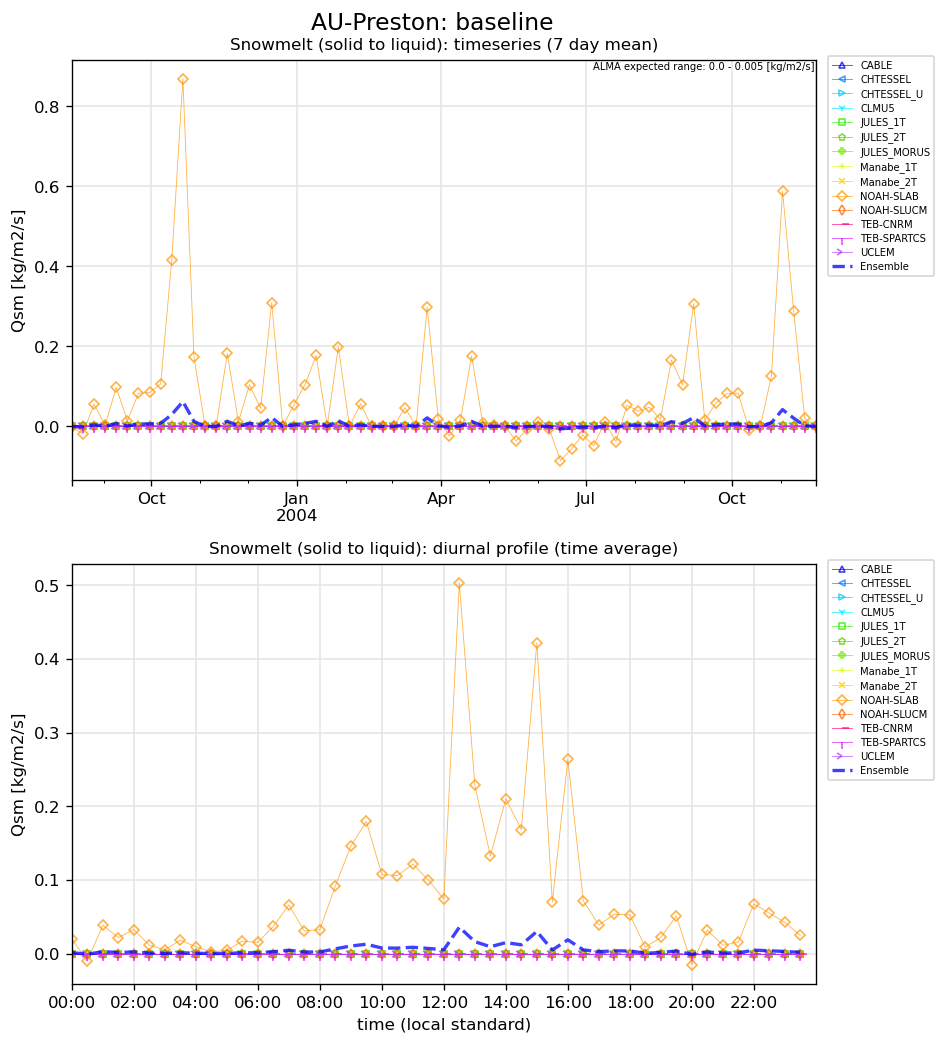 AU-Preston: baseline
Snowmelt (solid to liquid): timeseries (7 day mean)
ALMA expected range: 0.0 - 0.005 [kg/m2/s]
Qsm [kg/m2/s]
0.8
0.6
0.4
0.2
0.0
Oct
Jan
2004
Apr
Jul
Oct
CABLE
CHTESSEL
CHTESSEL_U
CLMU5
JULES_1T
JULES_2T
JULES_MORUS
Manabe_1T
Manabe_2T
NOAH-SLAB
NOAH-SLUCM
TEB-CNRM
TEB-SPARTCS
UCLEM
Ensemble
Snowmelt (solid to liquid): diurnal profile (time average)
Qsm [kg/m2/s]
0.5
0.4
0.3
0.2
0.1
0.0
00:00 02:00 04:00 06:00 08:00 10:00 12:00 14:00 16:00 18:00 20:00 22:00
time (local standard)
CABLE
CHTESSEL
CHTESSEL_U
CLMU5
JULES_1T
JULES_2T
JULES_MORUS
Manabe_1T
Manabe_2T
NOAH-SLAB
NOAH-SLUCM
TEB-CNRM
TEB-SPARTCS
UCLEM
Ensemble